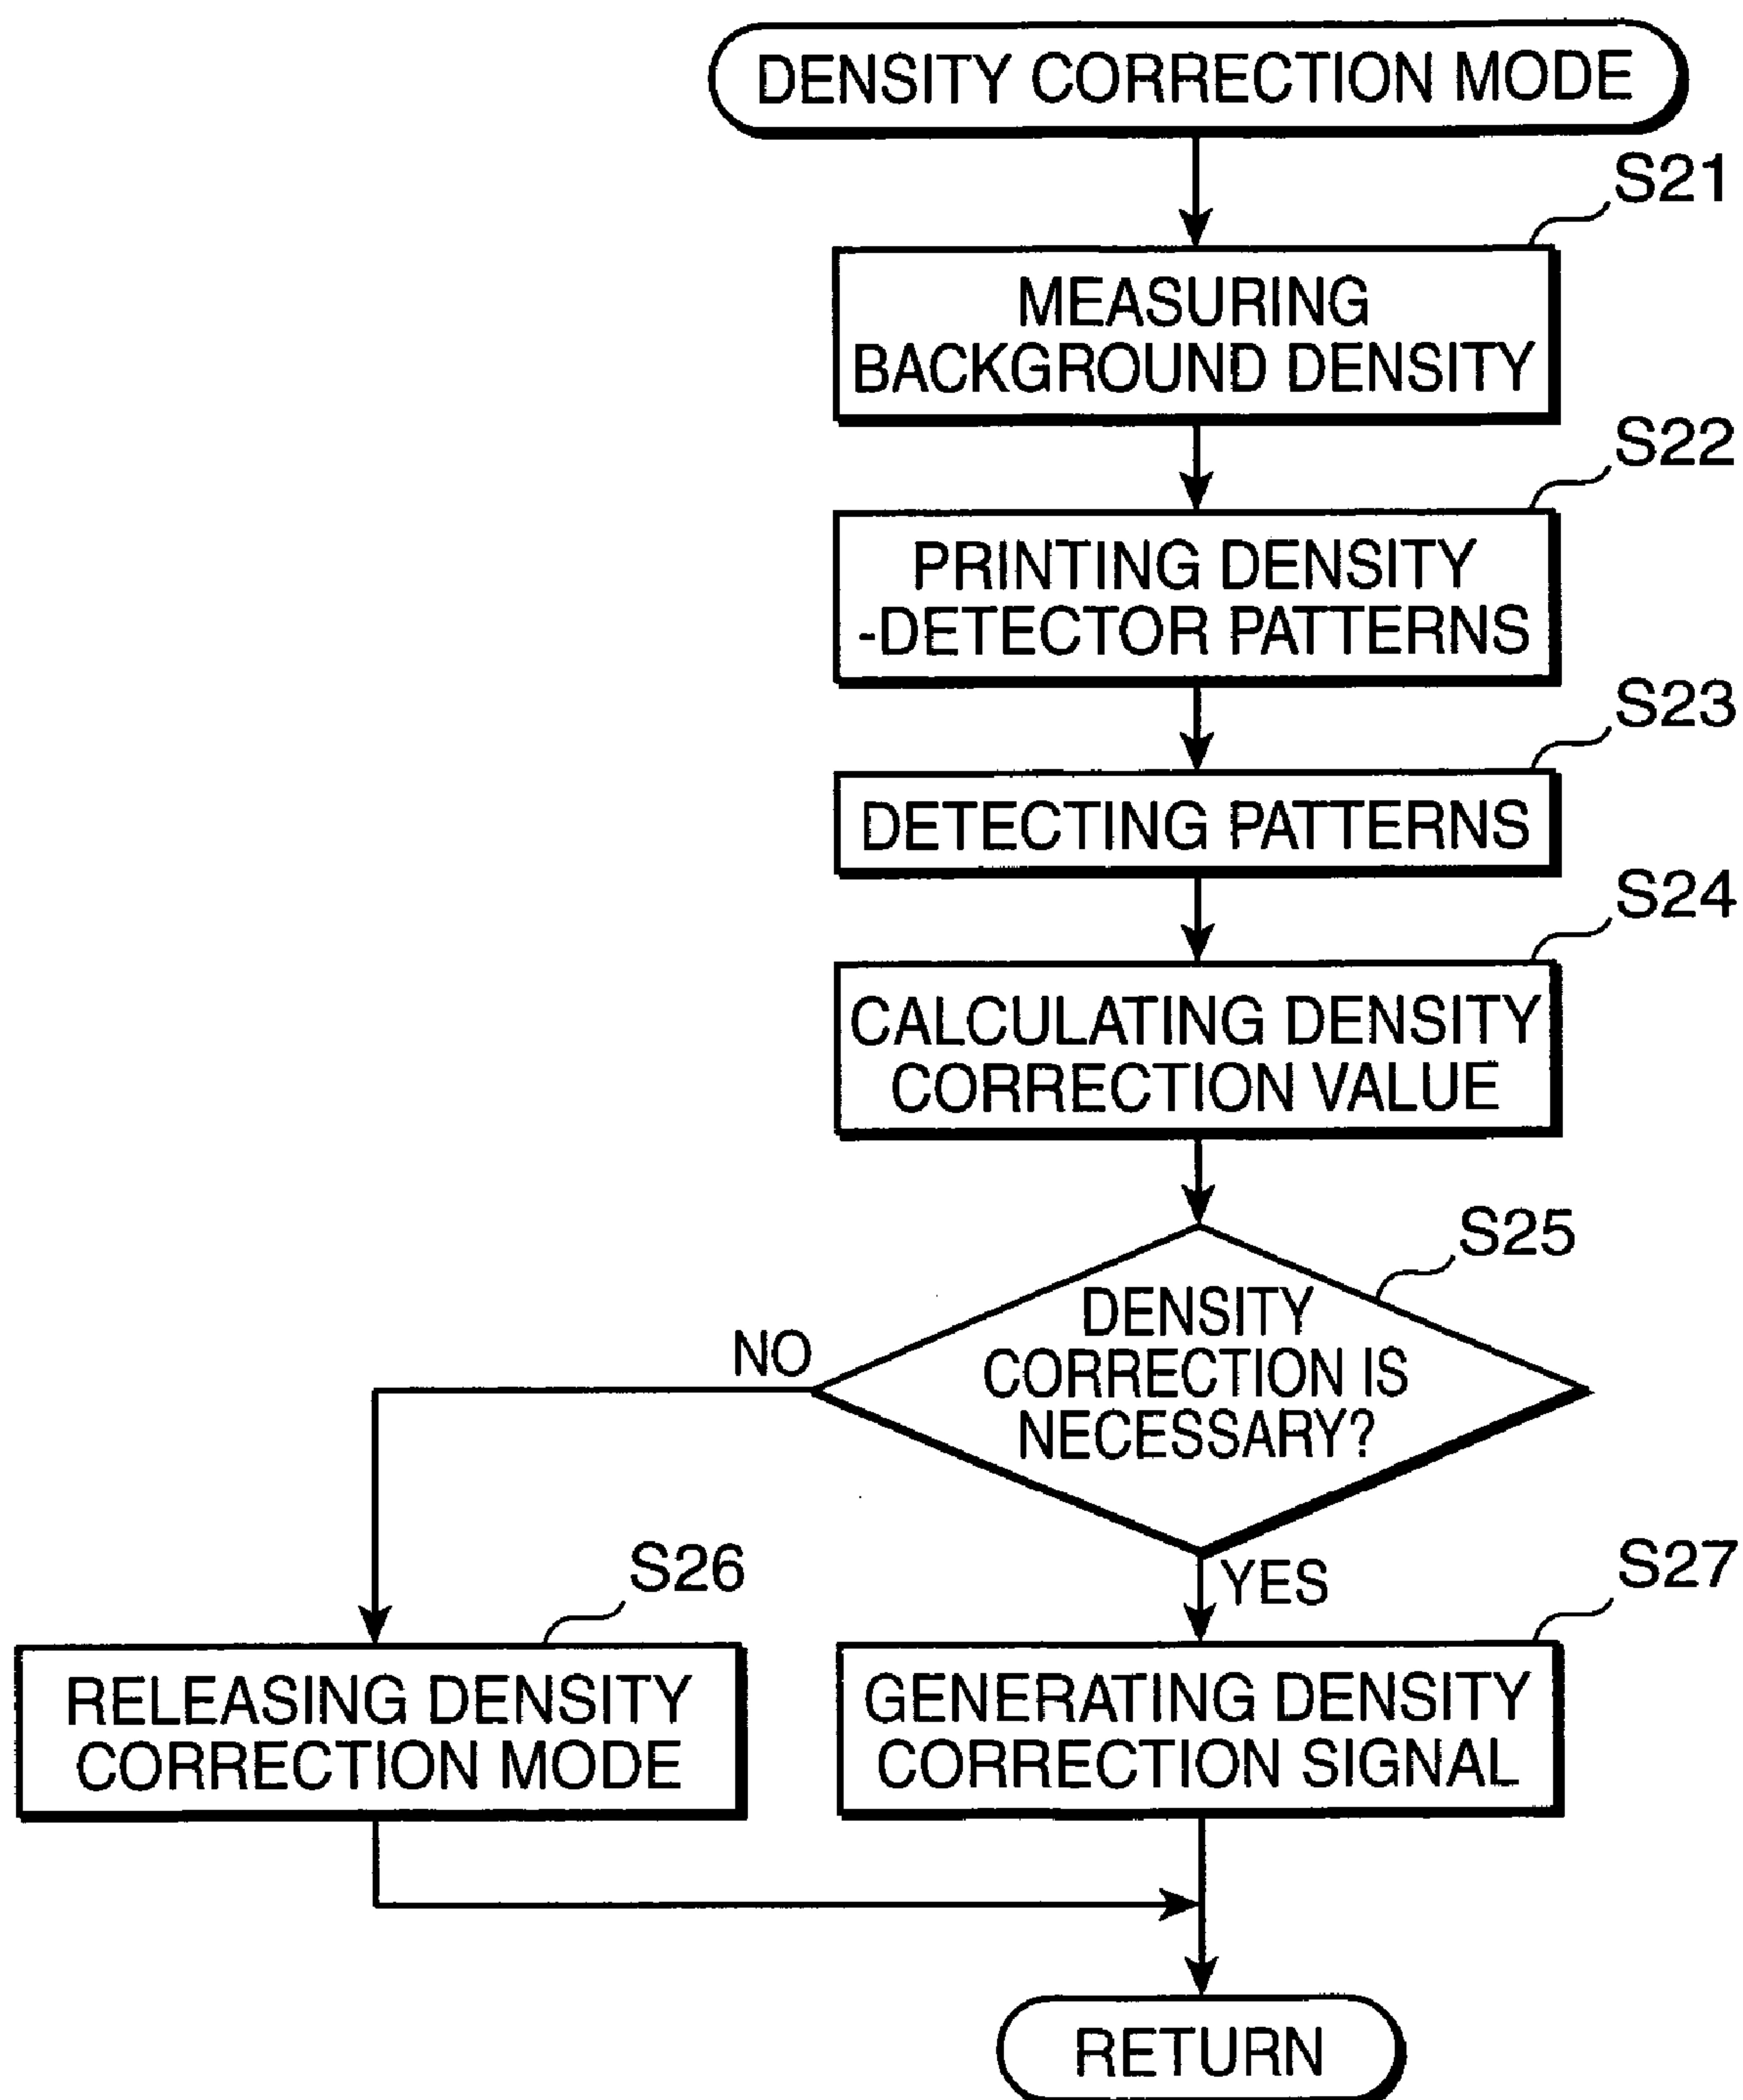 DENSITY CORRECTION MODE
S21
MEASURING
BACKGROUND DENSITY
S22
PRINTING DENSITY
-DETECTOR PATTERNS
S23
DETECTING PATTERNS
S24
CALCULATING DENSITY
CORRECTION VALUE
S25
DENSITY
CORRECTION IS
NECESSARY?
NO
YES
S26
RELEASING DENSITY
CORRECTION MODE
S27
GENERATING DENSITY
CORRECTION SIGNAL
RETURN